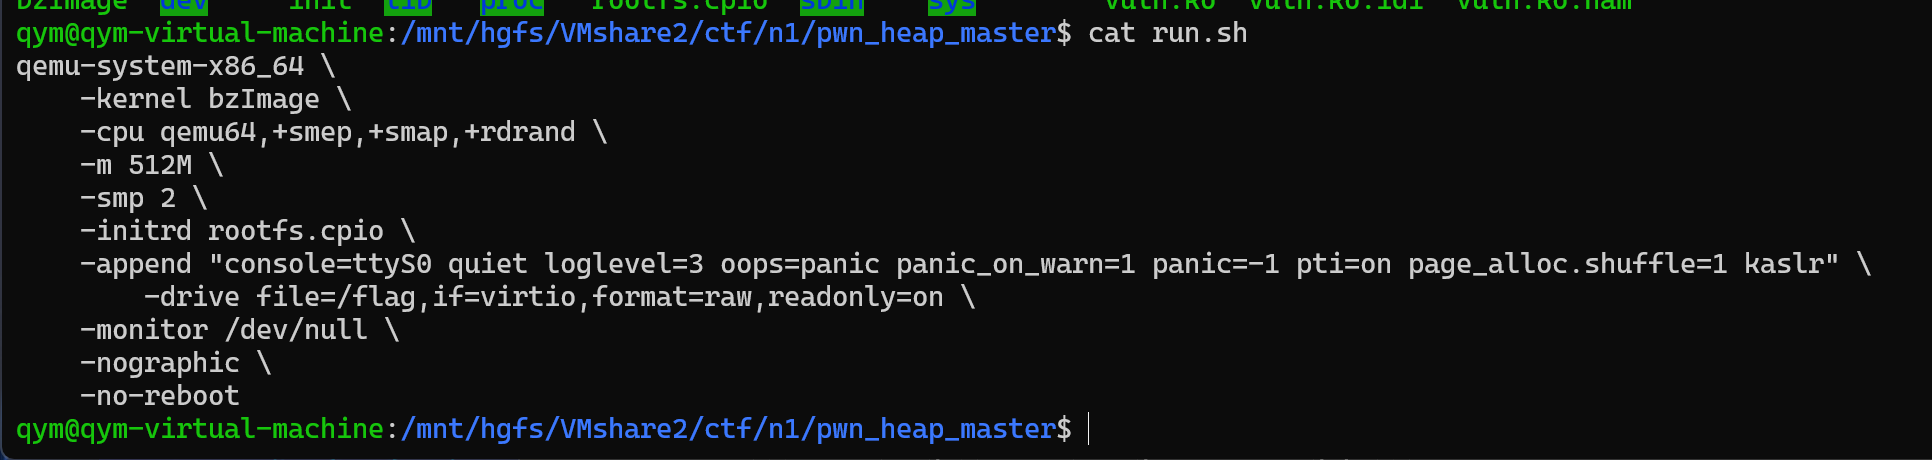 bzImage dev init lib proc rootfs.cpio sbin sys vuln.ko vuln.ko.id1 vuln.ko.nam
qym@qym-virtual-machine:/mnt/hgfs/VMshare2/ctf/n1/pwn_heap_master$ cat run.sh
qemu-system-x86_64 \
    -kernel bzImage \
    -cpu qemu64,+smep,+smap,+rdrand \
    -m 512M \
    -smp 2 \
    -initrd rootfs.cpio \
    -append "console=ttyS0 quiet loglevel=3 oops=panic panic_on_warn=1 panic=-1 pti=on page_alloc.shuffle=1 kaslr" \
        -drive file=/flag,if=virtio,format=raw,readonly=on \
    -monitor /dev/null \
    -nographic \
    -no-reboot
qym@qym-virtual-machine:/mnt/hgfs/VMshare2/ctf/n1/pwn_heap_master$